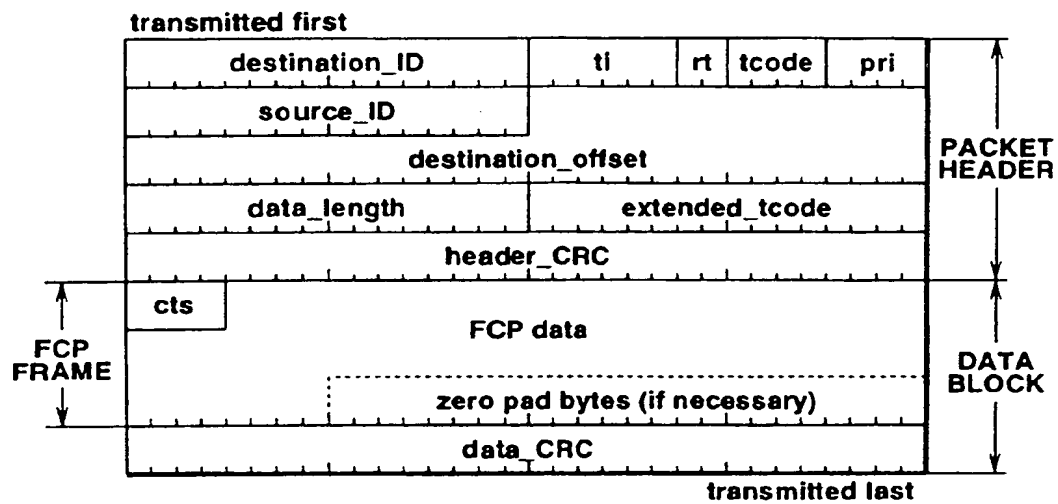 transmitted first
destination_ID tl rt tcode pri
source_ID
destination_offset
PACKET
HEADER
data_length extended_tcode
header_CRC
cts
FCP data
FCP
FRAME
DATA
BLOCK
zero pad bytes (if necessary)
data_CRC
transmitted last